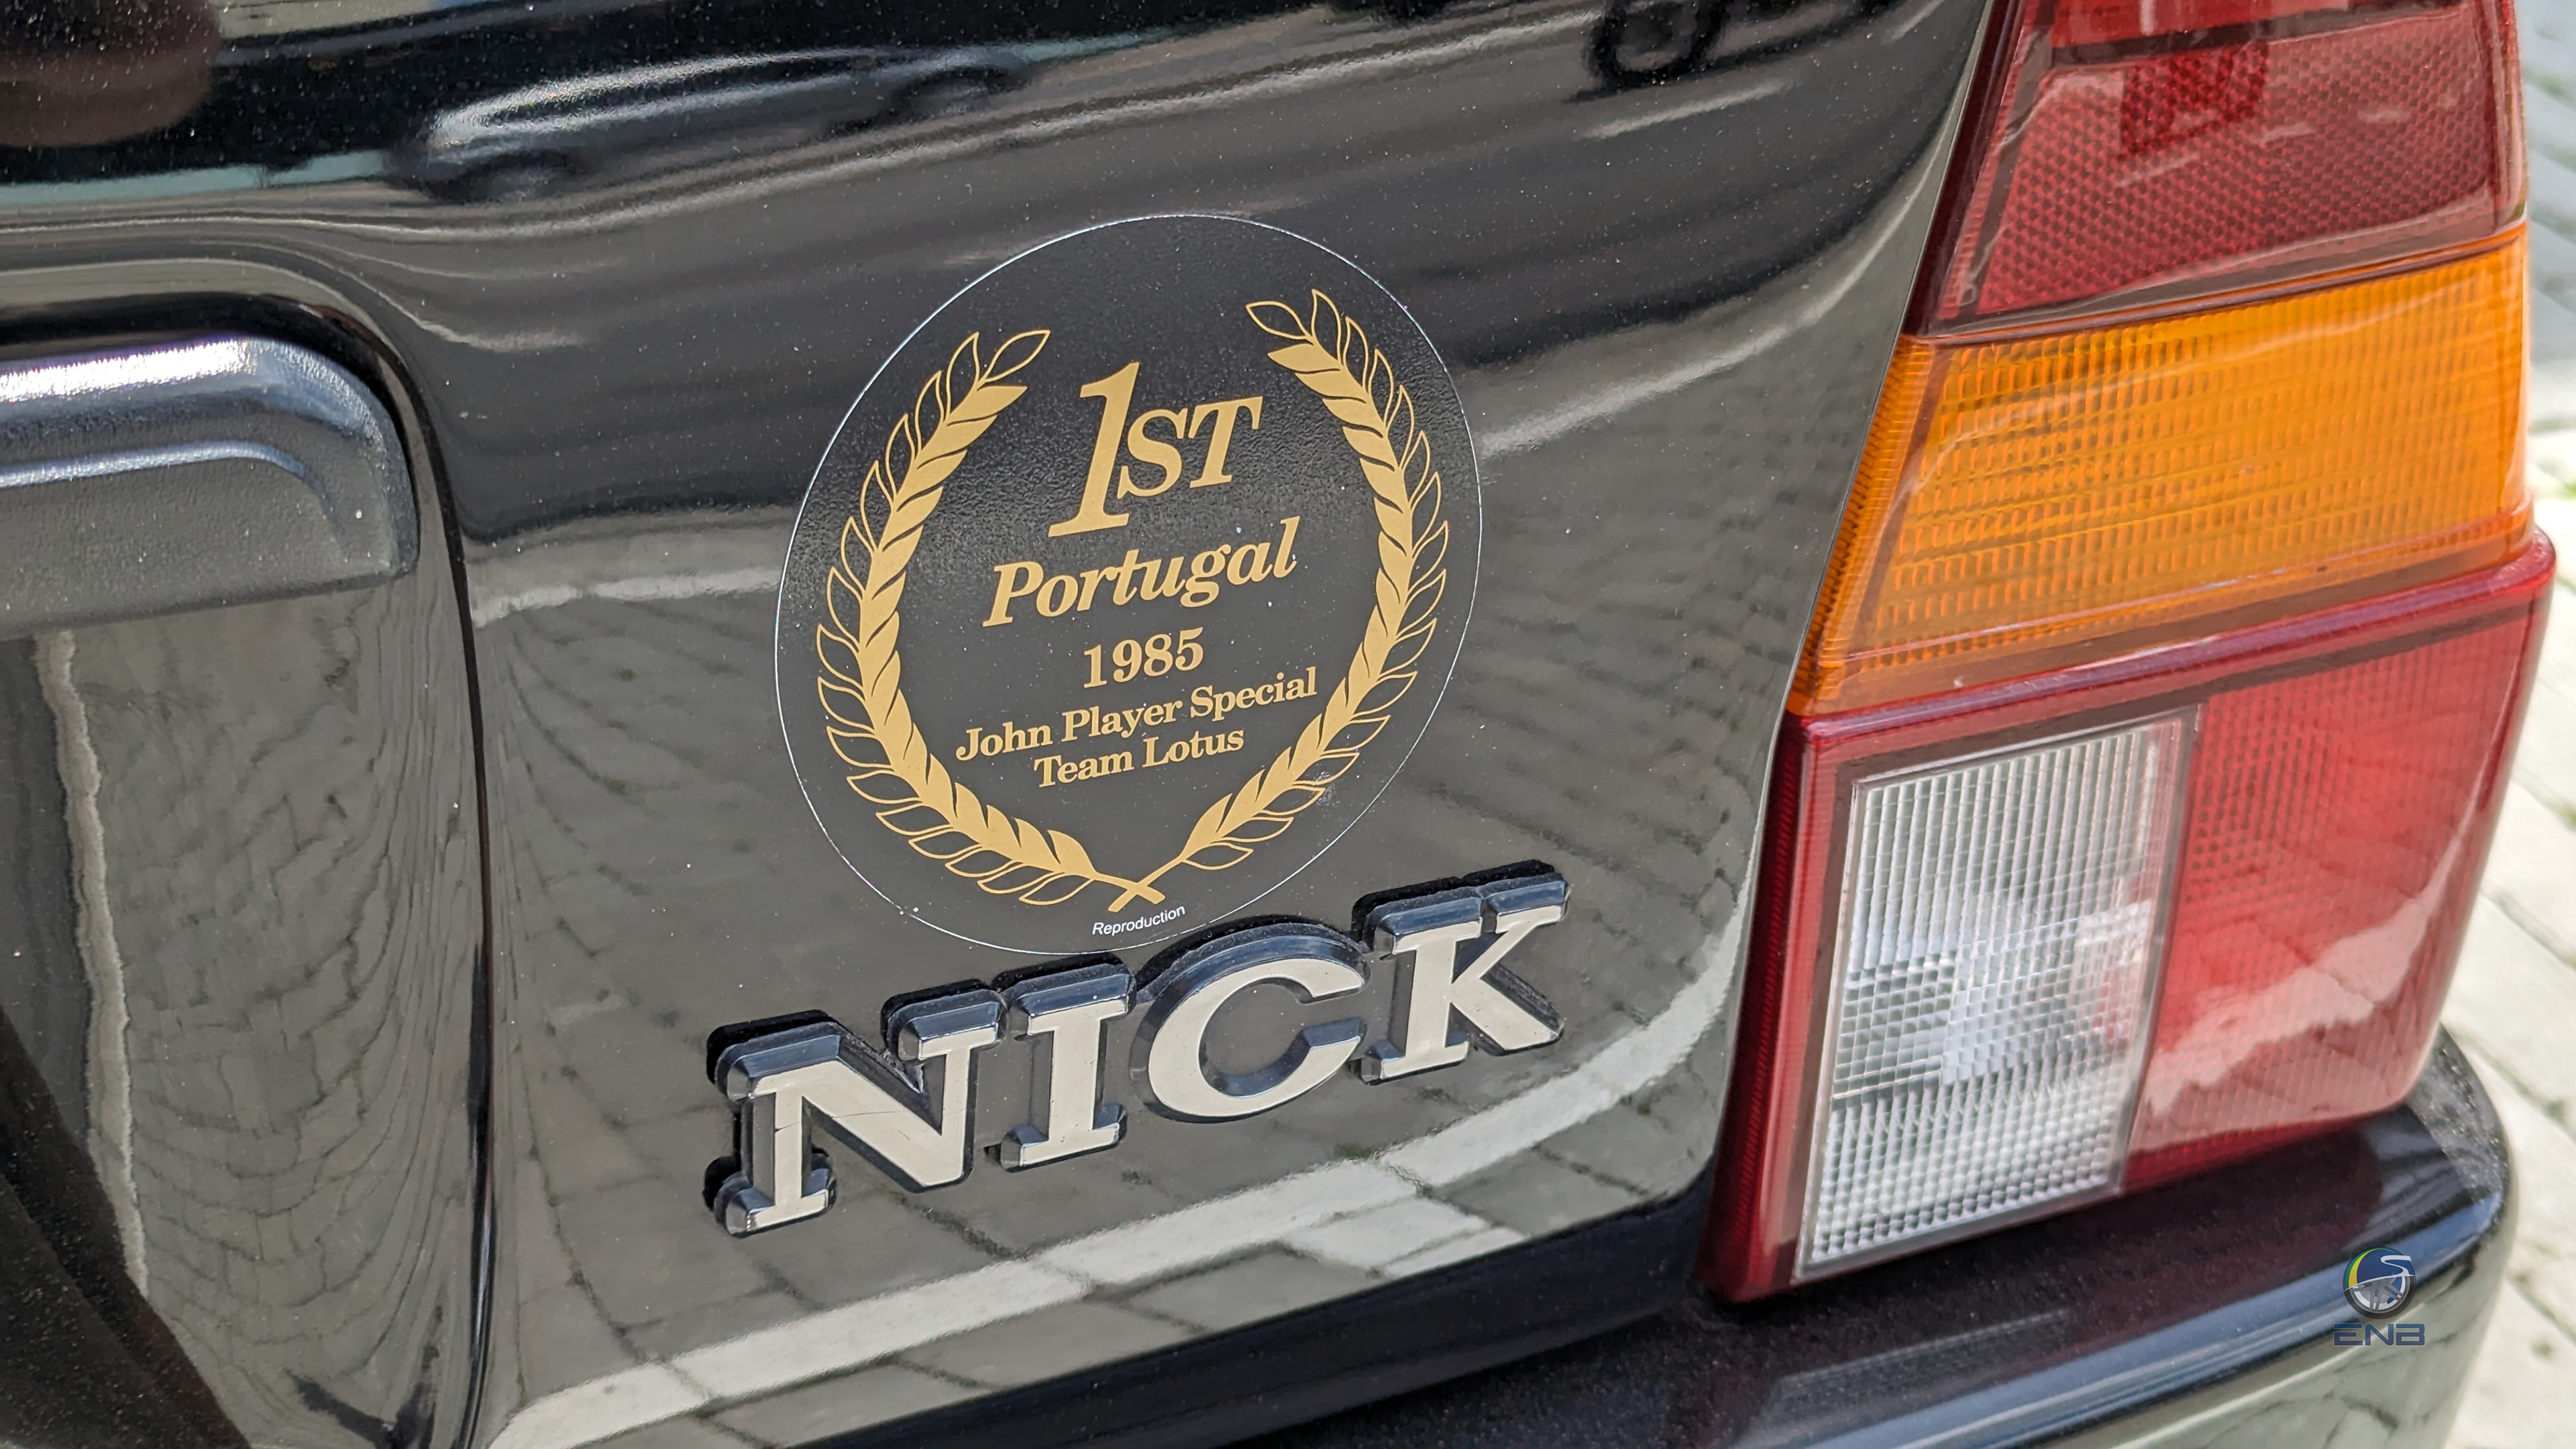 1ST
Portugal
1985
John Player Special
Team Lotus
Reproduction
NICK
ENB